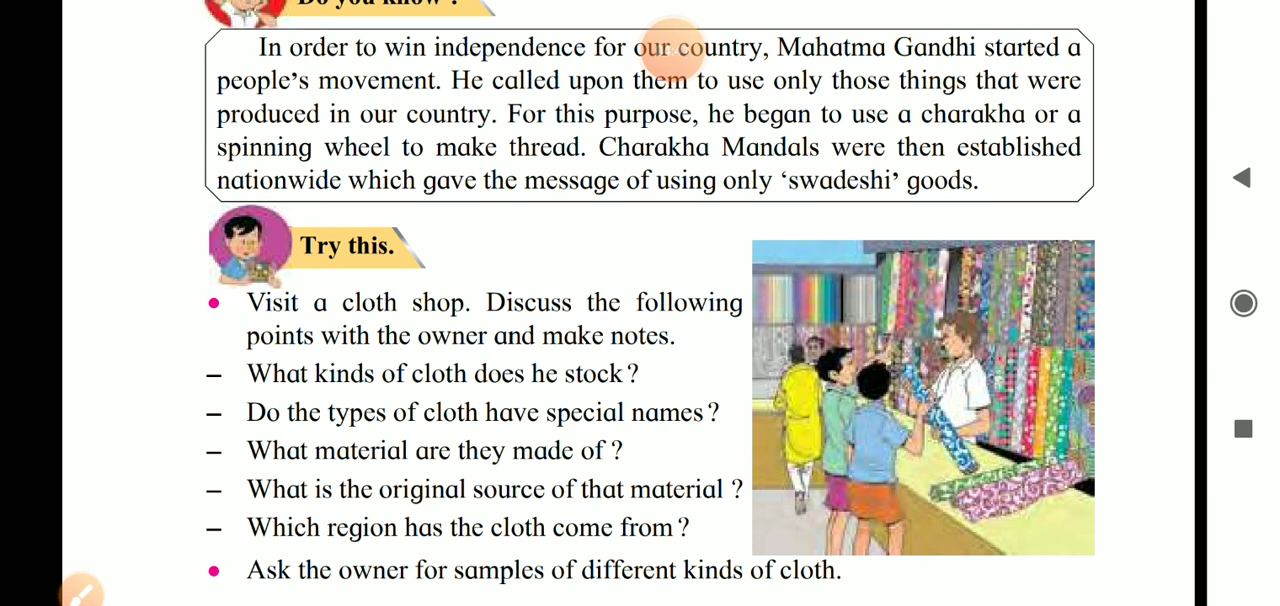 Do you know ?
In order to win independence for our country, Mahatma Gandhi started a
people's movement. He called upon them to use only those things that were
produced in our country. For this purpose, he began to use a charakha or a
spinning wheel to make thread. Charakha Mandals were then established
nationwide which gave the message of using only 'swadeshi' goods.
Try this.
• Visit a cloth shop. Discuss the following
points with the owner and make notes.
– What kinds of cloth does he stock ?
– Do the types of cloth have special names ?
– What material are they made of ?
– What is the original source of that material ?
– Which region has the cloth come from ?
• Ask the owner for samples of different kinds of cloth.